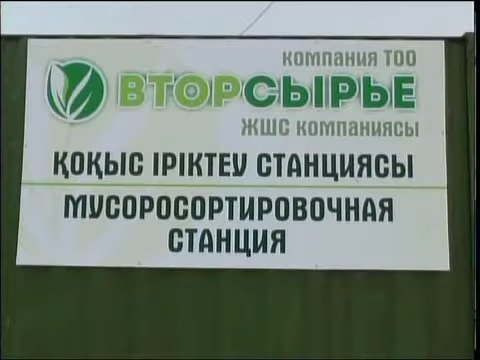 компания ТОО
ВТОРСЫРЬЕ
ЖШС компаниясы
ҚОҚЫС ІРІКТЕУ СТАНЦИЯСЫ
МУСОРОСОРТИРОВОЧНАЯ
СТАНЦИЯ